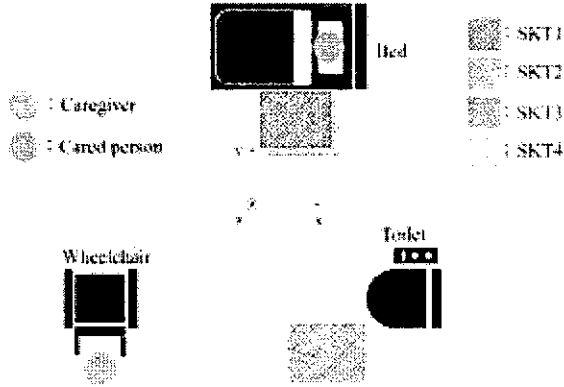 Bed
: SKT1
: SKT2
: SKT3
: SKT4
: Caregiver
: Cared person
Wheelchair
Toilet